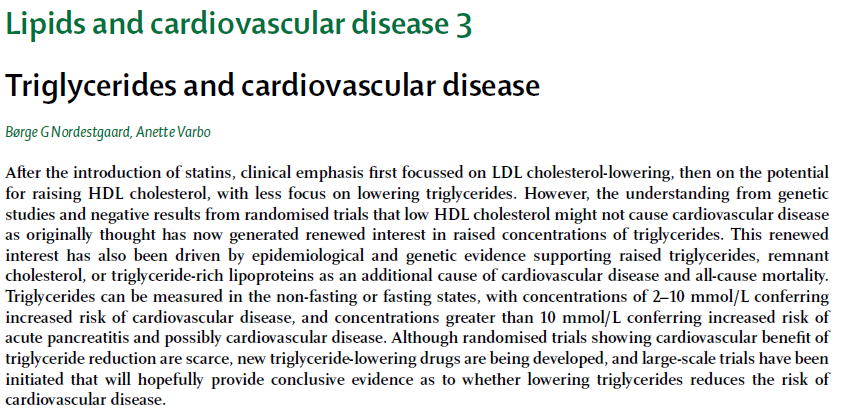 Lipids and cardiovascular disease 3
Triglycerides and cardiovascular disease
Børge G Nordestgaard, Anette Varbo
After the introduction of statins, clinical emphasis first focussed on LDL cholesterol-lowering, then on the potential
for raising HDL cholesterol, with less focus on lowering triglycerides. However, the understanding from genetic
studies and negative results from randomised trials that low HDL cholesterol might not cause cardiovascular disease
as originally thought has now generated renewed interest in raised concentrations of triglycerides. This renewed
interest has also been driven by epidemiological and genetic evidence supporting raised triglycerides, remnant
cholesterol, or triglyceride-rich lipoproteins as an additional cause of cardiovascular disease and all-cause mortality.
Triglycerides can be measured in the non-fasting or fasting states, with concentrations of 2–10 mmol/L conferring
increased risk of cardiovascular disease, and concentrations greater than 10 mmol/L conferring increased risk of
acute pancreatitis and possibly cardiovascular disease. Although randomised trials showing cardiovascular benefit of
triglyceride reduction are scarce, new triglyceride-lowering drugs are being developed, and large-scale trials have been
initiated that will hopefully provide conclusive evidence as to whether lowering triglycerides reduces the risk of
cardiovascular disease.